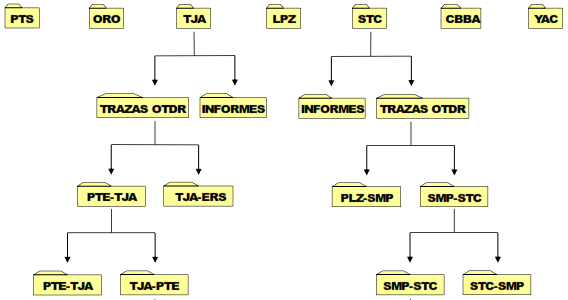 PTS
ORO
TJA
LPZ
STC
CBBA
YAC
TRAZAS OTDR
INFORMES
INFORMES
TRAZAS OTDR
PTE-TJA
TJA-ERS
PLZ-SMP
SMP-STC
PTE-TJA
TJA-PTE
SMP-STC
STC-SMP